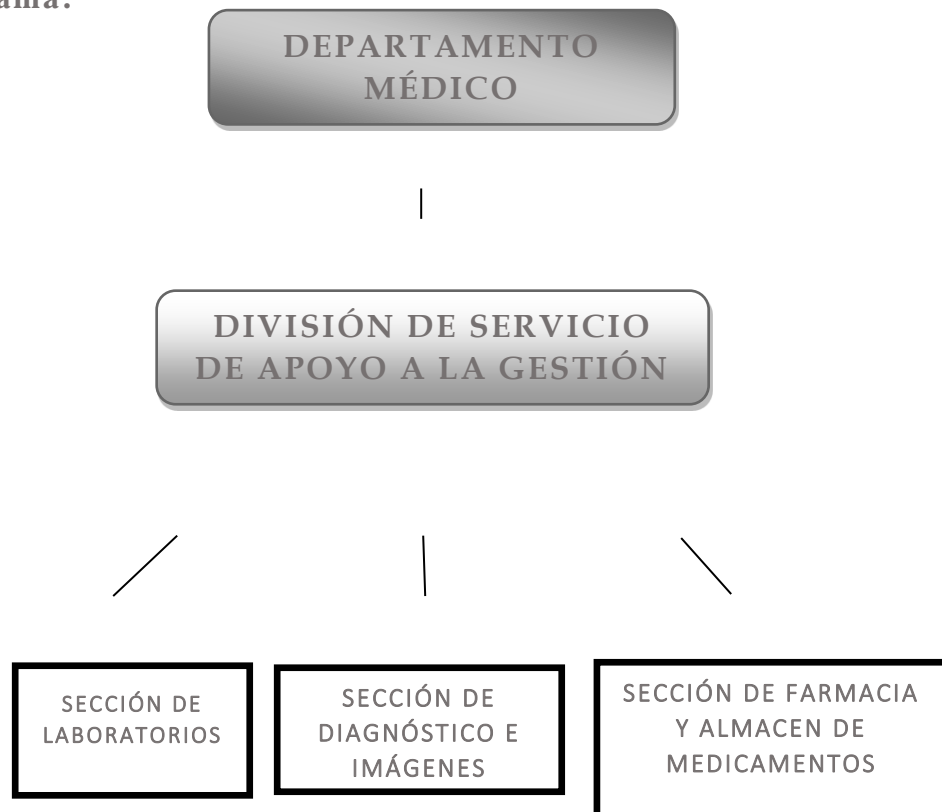 DEPARTAMENTO
MÉDICO
DIVISIÓN DE SERVICIO
DE APOYO A LA GESTIÓN
SECCIÓN DE
LABORATORIOS
SECCIÓN DE
DIAGNÓSTICO E
IMÁGENES
SECCIÓN DE FARMACIA
Y ALMACEN DE
MEDICAMENTOS